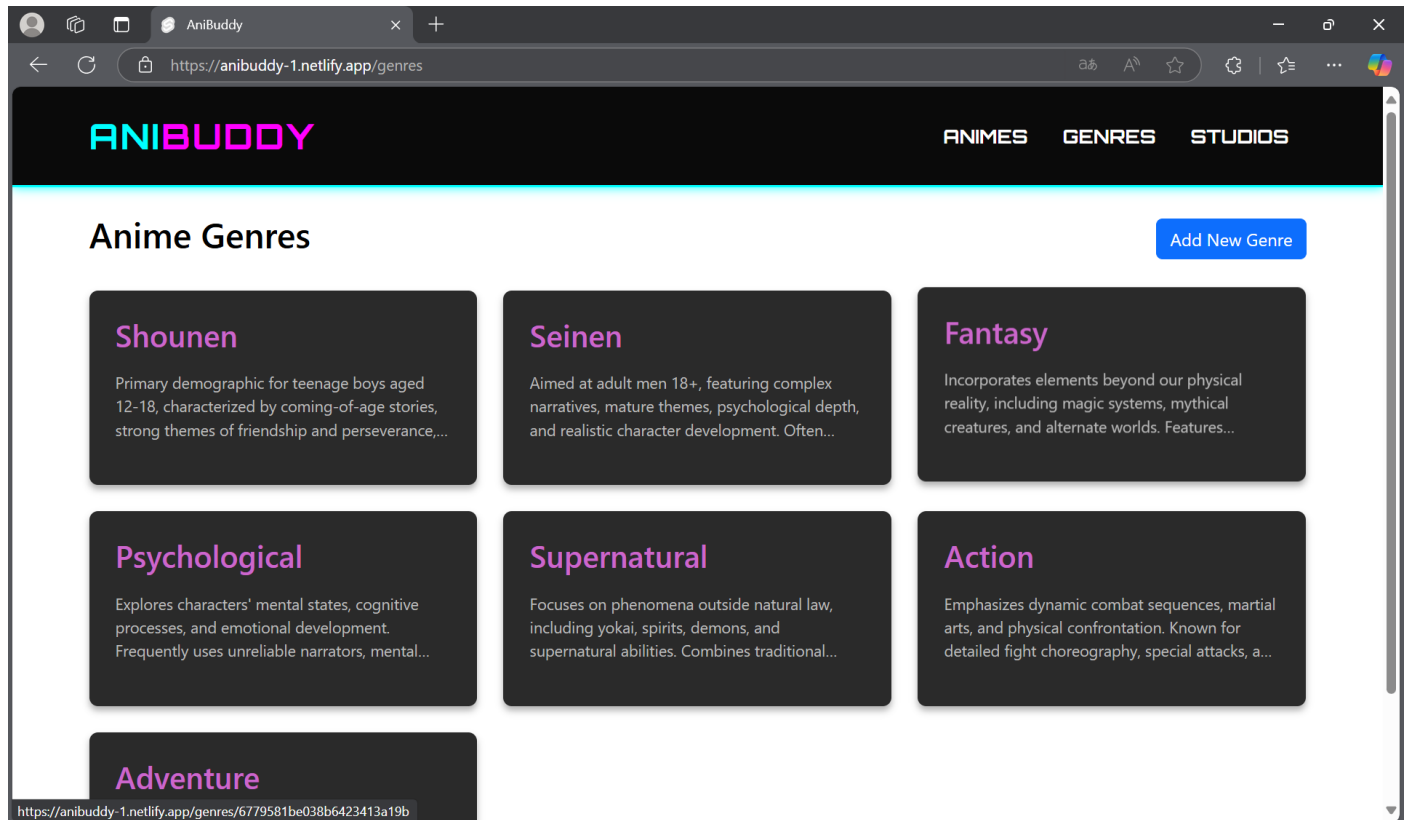 AniBuddy
https://anibuddy-1.netlify.app/genres
ANIBUDDY
ANIMES GENRES STUDIOS
Anime Genres
Add New Genre
Shounen
Primary demographic for teenage boys aged
12-18, characterized by coming-of-age stories,
strong themes of friendship and perseverance,...
Seinen
Aimed at adult men 18+, featuring complex
narratives, mature themes, psychological depth,
and realistic character development. Often...
Fantasy
Incorporates elements beyond our physical
reality, including magic systems, mythical
creatures, and alternate worlds. Features...
Psychological
Explores characters' mental states, cognitive
processes, and emotional development.
Frequently uses unreliable narrators, mental...
Supernatural
Focuses on phenomena outside natural law,
including yokai, spirits, demons, and
supernatural abilities. Combines traditional...
Action
Emphasizes dynamic combat sequences, martial
arts, and physical confrontation. Known for
detailed fight choreography, special attacks, a...
Adventure
https://anibuddy-1.netlify.app/genres/6779581be038b6423413a19b